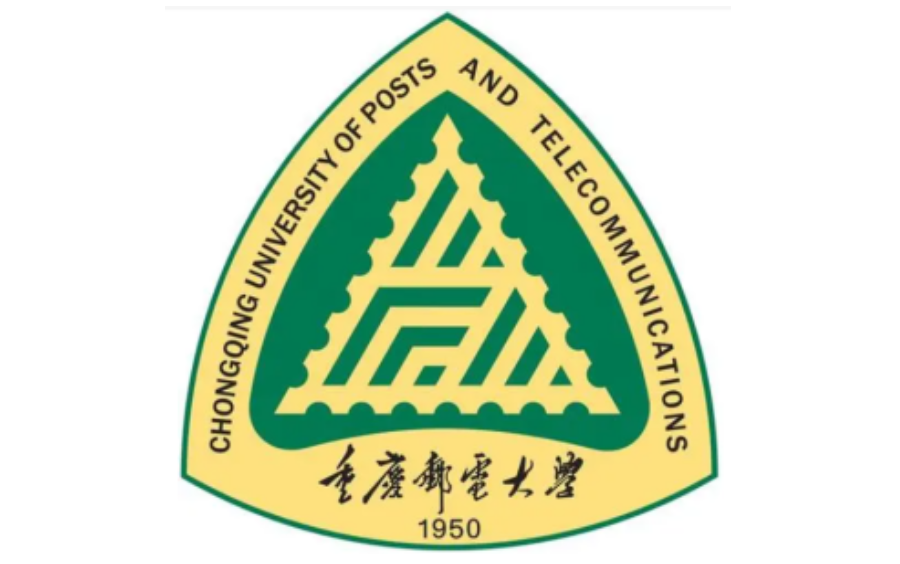 CHONGQING UNIVERSITY OF POSTS AND TELECOMMUNICATIONS
重慶郵電大學
1950